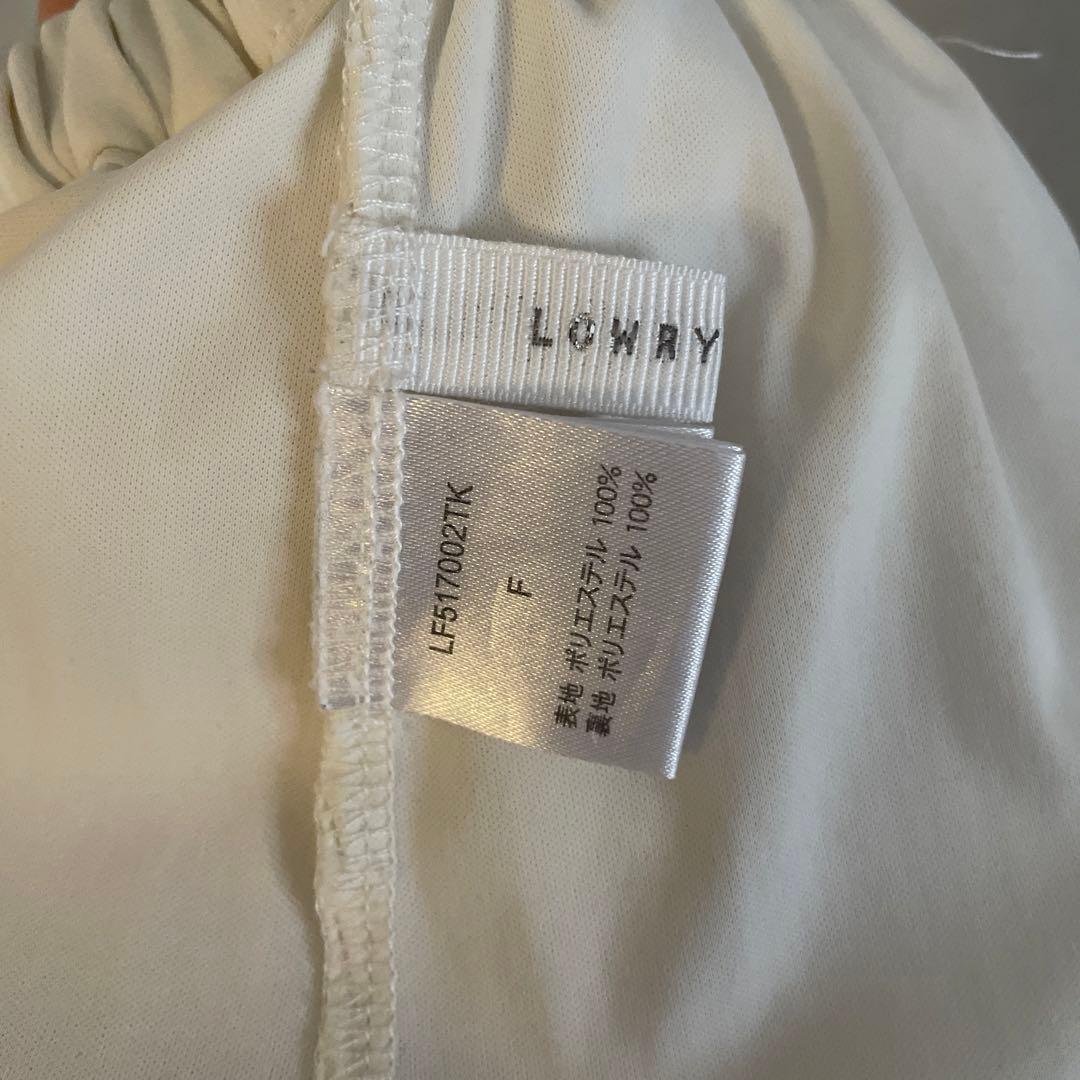 LOWRY
LF517002TK
F
表地 ポリエステル 100%
裏地 ポリエステル 100%